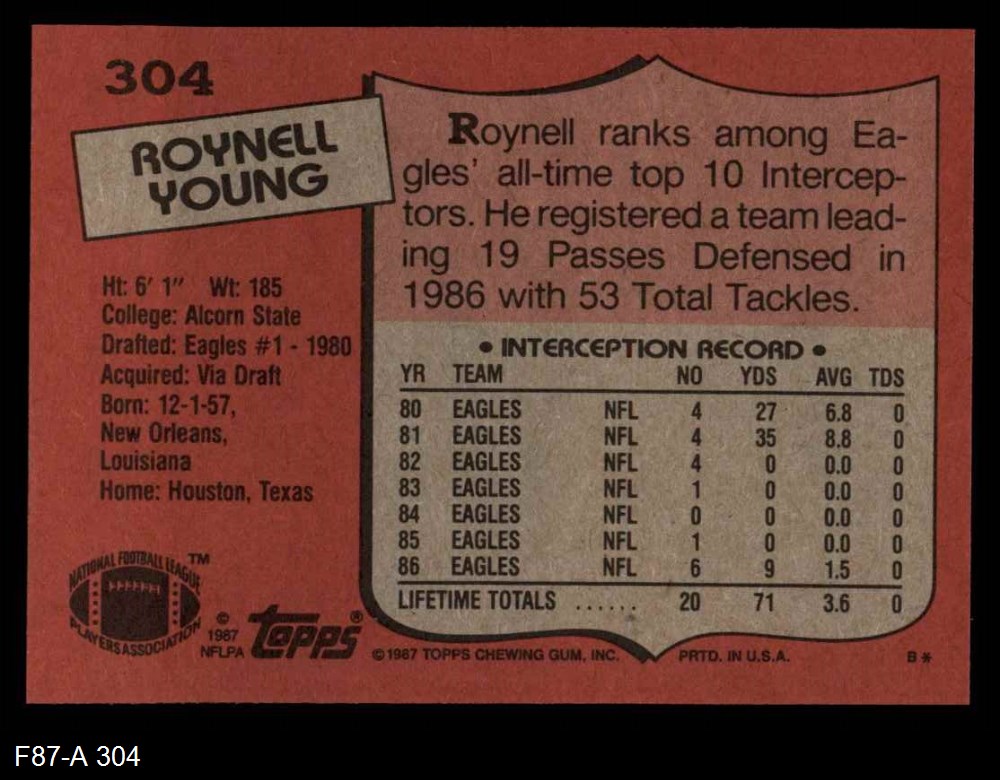 304
ROYNELL
YOUNG
Ht: 6' 1" Wt: 185
College: Alcorn State
Drafted: Eagles #1 - 1980
Acquired: Via Draft
Born: 12-1-57,
New Orleans,
Louisiana
Home: Houston, Texas
NATIONAL FOOTBALL LEAGUE ™
PLAYERS ASSOCIATION
©
1987
NFLPA
Topps®
Roynell ranks among Ea-
gles' all-time top 10 Intercep-
tors. He registered a team lead-
ing 19 Passes Defensed in
1986 with 53 Total Tackles.
• INTERCEPTION RECORD •
YR TEAM NO YDS AVG TDS
80 EAGLES NFL 4 27 6.8 0
81 EAGLES NFL 4 35 8.8 0
82 EAGLES NFL 4 0 0.0 0
83 EAGLES NFL 1 0 0.0 0
84 EAGLES NFL 0 0 0.0 0
85 EAGLES NFL 1 0 0.0 0
86 EAGLES NFL 6 9 1.5 0
LIFETIME TOTALS ...... 20 71 3.6 0
© 1987 TOPPS CHEWING GUM, INC. PRTD. IN U.S.A. B*
F87-A 304